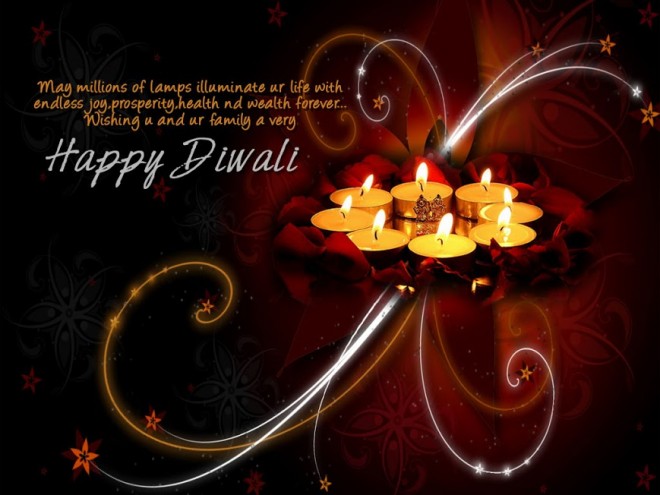 May millions of lamps illuminate ur life with
endless joy,prosperity,health nd wealth forever...
Wishing u and ur family a very
Happy Diwali